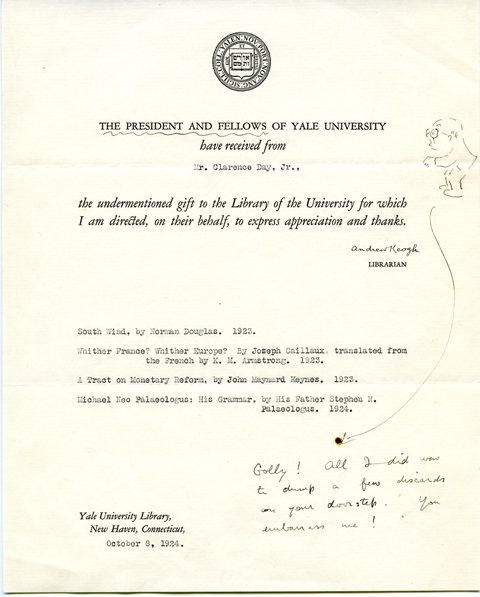 THE PRESIDENT AND FELLOWS OF YALE UNIVERSITY
have received from
Mr. Clarence Day, Jr.,
the undermentioned gift to the Library of the University for which
I am directed, on their behalf, to express appreciation and thanks.
Andrew Keogh
LIBRARIAN
South Wind, by Norman Douglas. 1923.
Whither France? Whither Europe? By Joseph Caillaux, translated from
the French by H. M. Armstrong. 1923.
A Tract on Monetary Reform, by John Maynard Keynes. 1923.
Michael Neo Palaeologus: His Grammar, by His Father Stephen N.
Palaeologus. 1924.
Golly! All I did was
to dump a few discards
on your doorstep. You
embarrass me!
Yale University Library,
New Haven, Connecticut,
October 8, 1924.